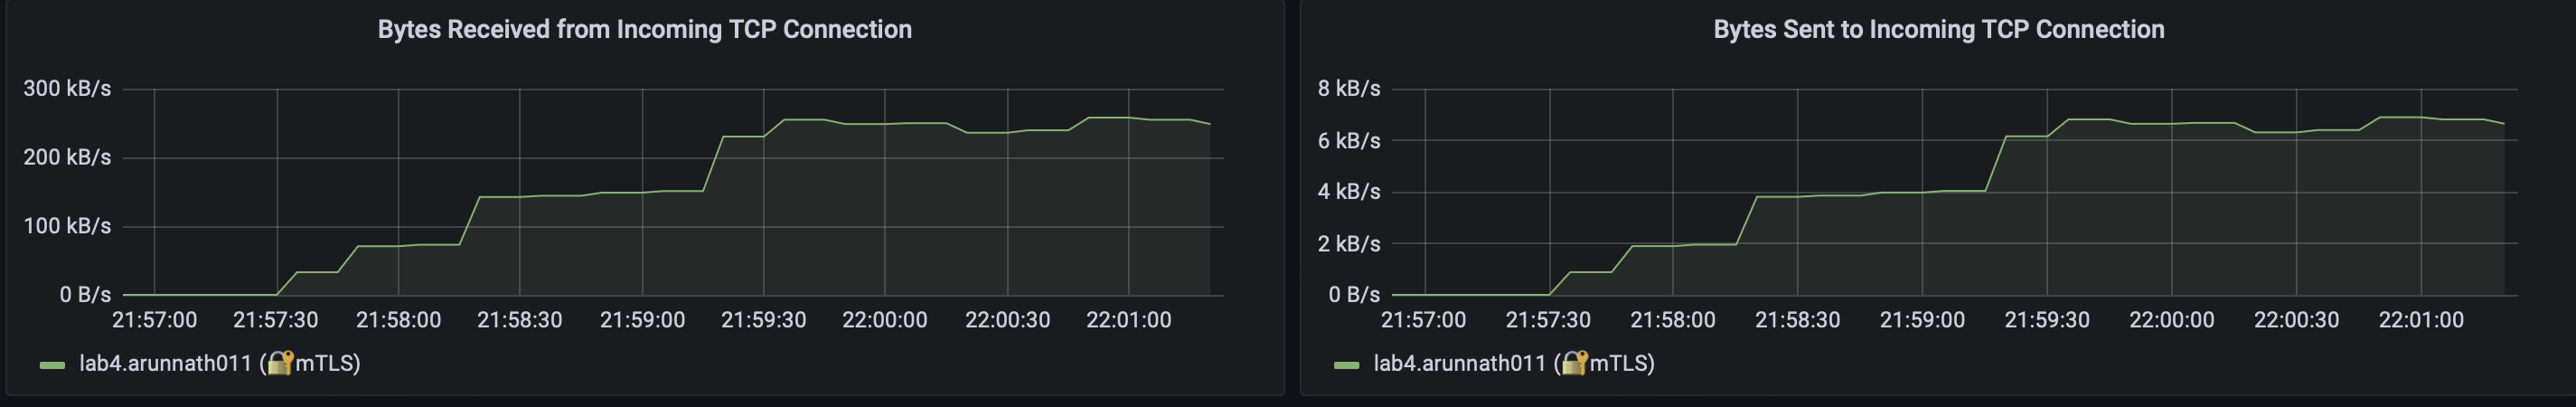 Bytes Received from Incoming TCP Connection
300 kB/s
200 kB/s
100 kB/s
0 B/s
21:57:00 21:57:30 21:58:00 21:58:30 21:59:00 21:59:30 22:00:00 22:00:30 22:01:00
lab4.arunnath011 (🔐mTLS)
Bytes Sent to Incoming TCP Connection
8 kB/s
6 kB/s
4 kB/s
2 kB/s
0 B/s
21:57:00 21:57:30 21:58:00 21:58:30 21:59:00 21:59:30 22:00:00 22:00:30 22:01:00
lab4.arunnath011 (🔐mTLS)